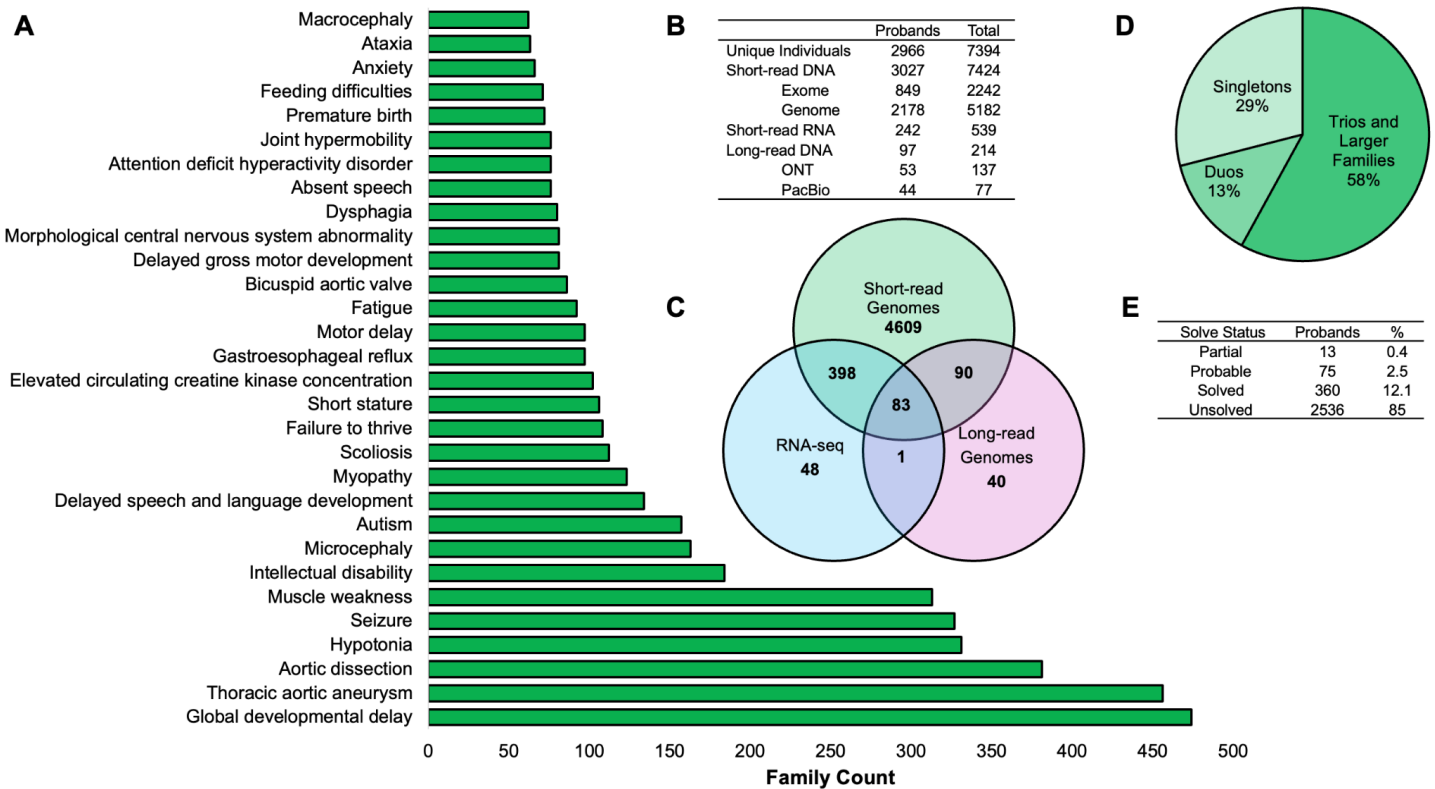 A
Macrocephaly
Ataxia
Anxiety
Feeding difficulties
Premature birth
Joint hypermobility
Attention deficit hyperactivity disorder
Absent speech
Dysphagia
Morphological central nervous system abnormality
Delayed gross motor development
Bicuspid aortic valve
Fatigue
Motor delay
Gastroesophageal reflux
Elevated circulating creatine kinase concentration
Short stature
Failure to thrive
Scoliosis
Myopathy
Delayed speech and language development
Autism
Microcephaly
Intellectual disability
Muscle weakness
Seizure
Hypotonia
Aortic dissection
Thoracic aortic aneurysm
Global developmental delay
0 50 100 150 200 250 300 350 400 450 500
Family Count
B
Probands Total
Unique Individuals 2966 7394
Short-read DNA 3027 7424
Exome 849 2242
Genome 2178 5182
Short-read RNA 242 539
Long-read DNA 97 214
ONT 53 137
PacBio 44 77
C
Short-read
Genomes
4609
398
90
83
RNA-seq
48
1
Long-read
Genomes
40
D
Singletons
29%
Duos
13%
Trios and
Larger
Families
58%
E
Solve Status Probands %
Partial 13 0.4
Probable 75 2.5
Solved 360 12.1
Unsolved 2536 85